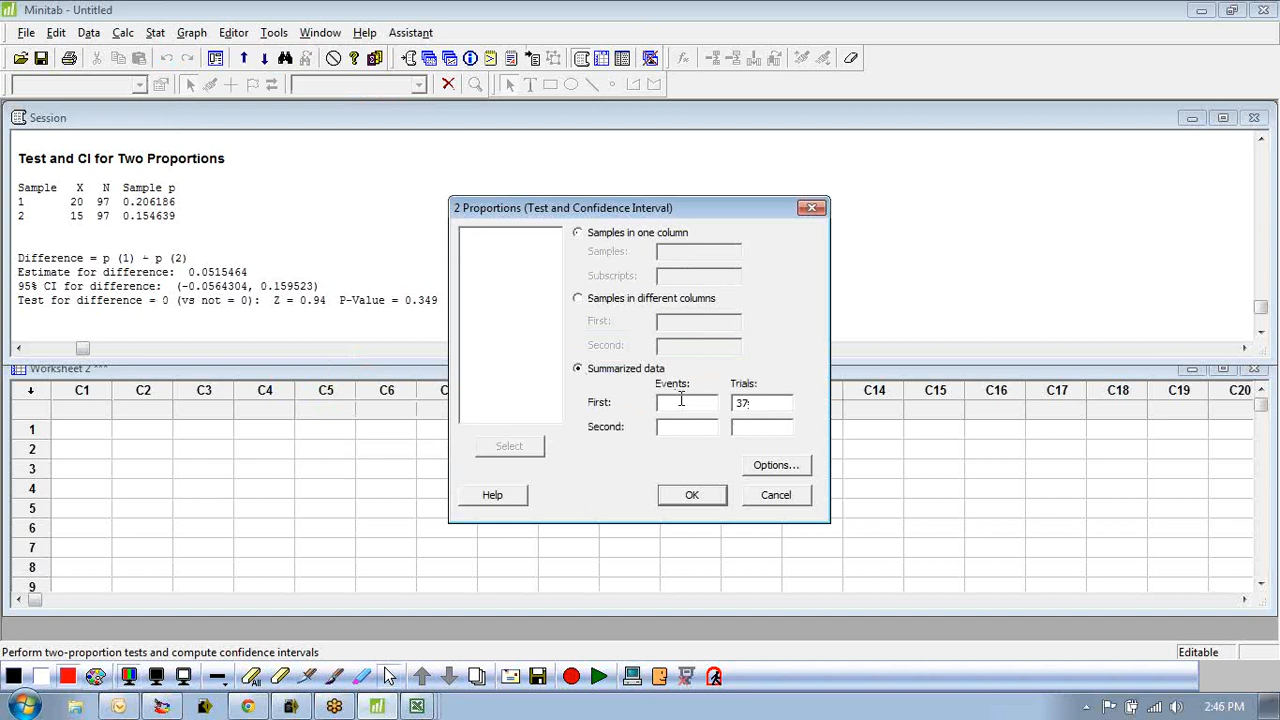 Minitab - Untitled
File Edit Data Calc Stat Graph Editor Tools Window Help Assistant
Session
Test and CI for Two Proportions
Sample X N Sample p
1 20 97 0.206186
2 15 97 0.154639
Difference = p (1) - p (2)
Estimate for difference: 0.0515464
95% CI for difference: (-0.0564304, 0.159523)
Test for difference = 0 (vs not = 0): Z = 0.94 P-Value = 0.349
2 Proportions (Test and Confidence Interval)
Samples in one column
Samples:
Subscripts:
Samples in different columns
First:
Second:
Summarized data
Events: Trials:
First: 37
Second:
Select
Options...
Help OK Cancel
Worksheet 2 ***
C1 C2 C3 C4 C5 C6 C14 C15 C16 C17 C18 C19 C20
1
2
3
4
5
6
7
8
9
Perform two-proportion tests and compute confidence intervals
Editable
All
2:46 PM